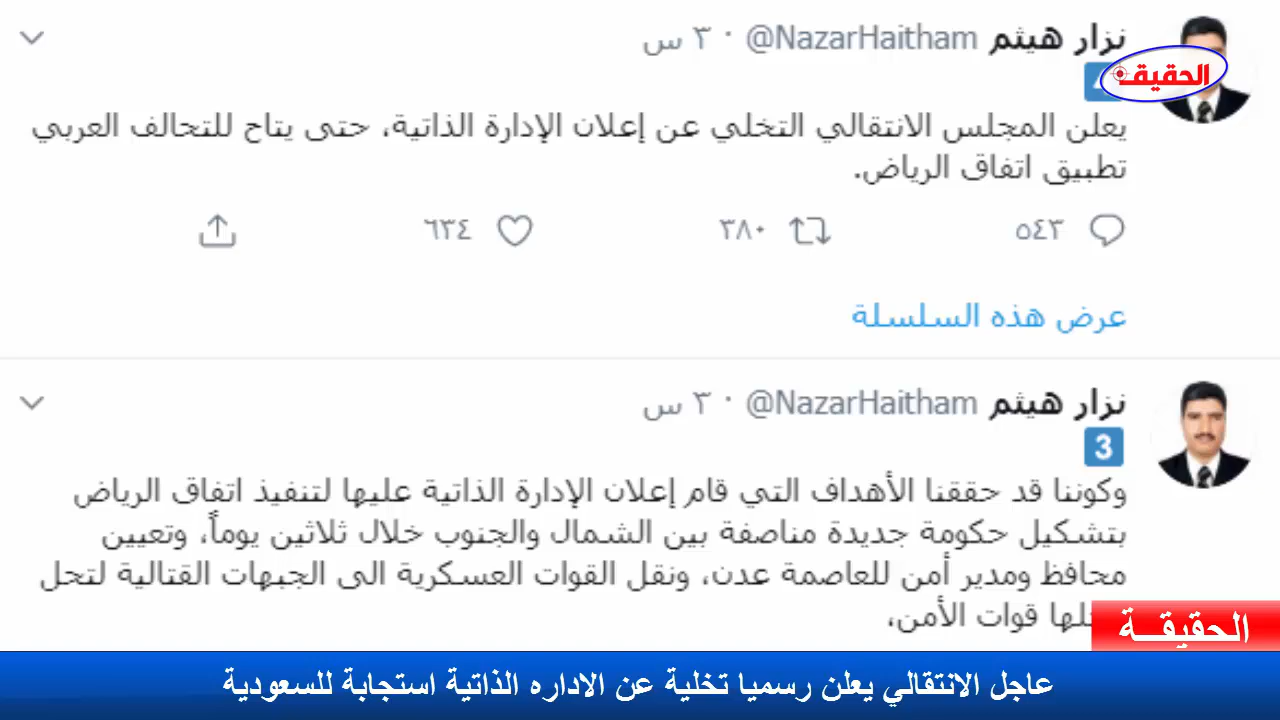 نزار هيثم @NazarHaitham · ٣ س
الحقيقـ
يعلن المجلس الانتقالي التخلي عن إعلان الإدارة الذاتية، حتى يتاح للتحالف العربي
تطبيق اتفاق الرياض.
٥٤٣ ٣٨٠ ٦٣٤
عرض هذه السلسلة
نزار هيثم @NazarHaitham · ٣ س
3
وكوننا قد حققنا الأهداف التي قام إعلان الإدارة الذاتية عليها لتنفيذ اتفاق الرياض
بتشكيل حكومة جديدة مناصفة بين الشمال والجنوب خلال ثلاثين يوماً، وتعيين
محافظ ومدير أمن للعاصمة عدن، ونقل القوات العسكرية الى الجبهات القتالية لتحل
قوات الأمن،
الحقيقـــة
عاجل الانتقالي يعلن رسميا تخلية عن الاداره الذاتية استجابة للسعودية